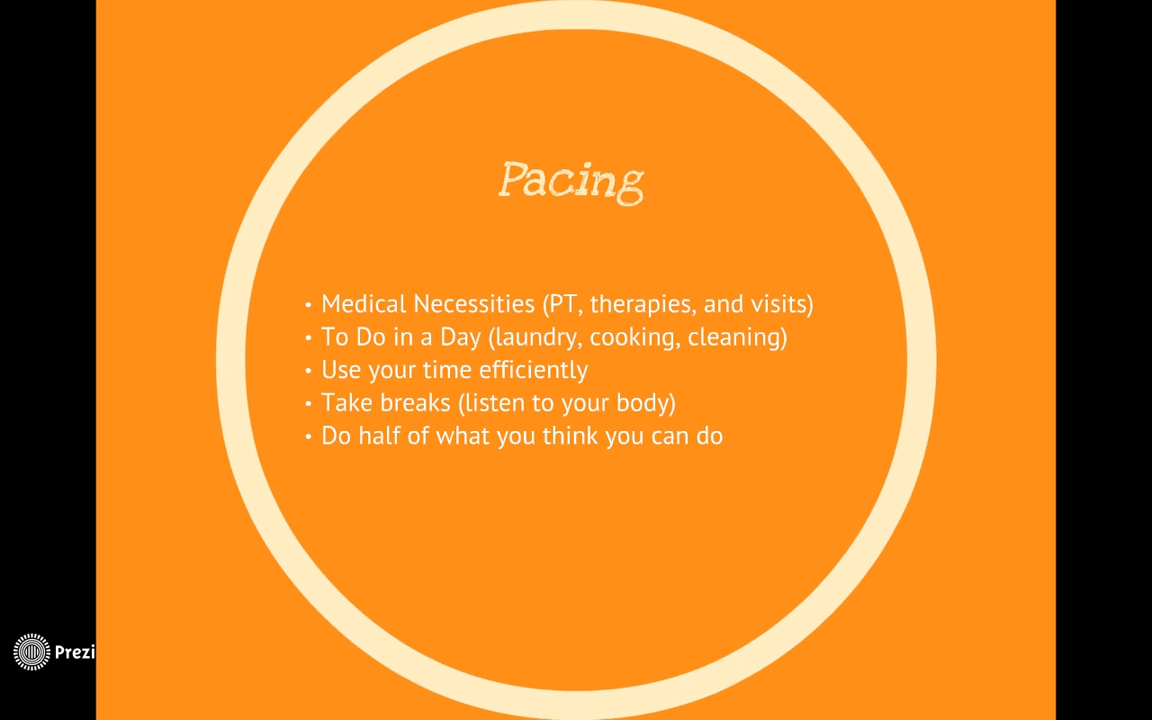 Pacing
• Medical Necessities (PT, therapies, and visits)
• To Do in a Day (laundry, cooking, cleaning)
• Use your time efficiently
• Take breaks (listen to your body)
• Do half of what you think you can do
Prezi